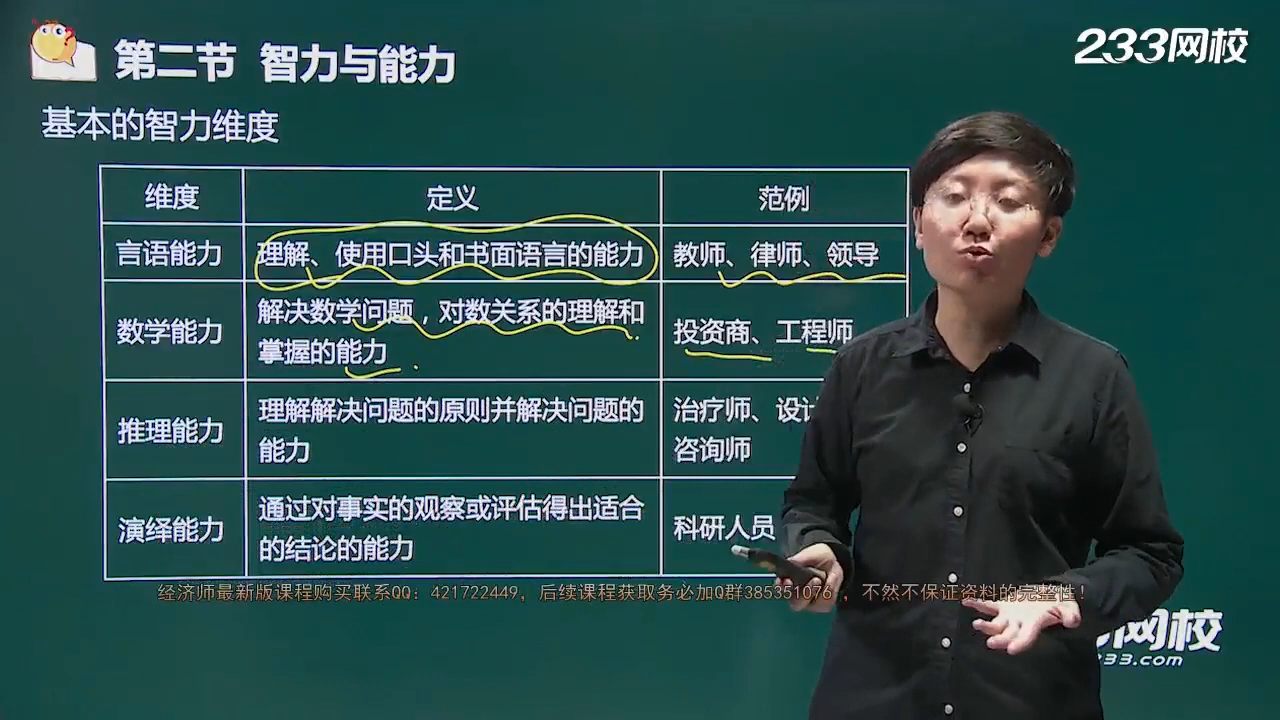 第二节 智力与能力
233网校
基本的智力维度
维度 定义 范例
言语能力 理解、使用口头和书面语言的能力 教师、律师、领导
数学能力 解决数学问题，对数关系的理解和
掌握的能力 投资商、工程师
推理能力 理解解决问题的原则并解决问题的
能力 治疗师、设
咨询师
演绎能力 通过对事实的观察或评估得出适合
的结论的能力 科研人员
经济师最新版课程购买联系QQ：421722449，后续课程获取务必加Q群385351076 ，不然不保证资料的完整性！
网校
233.com